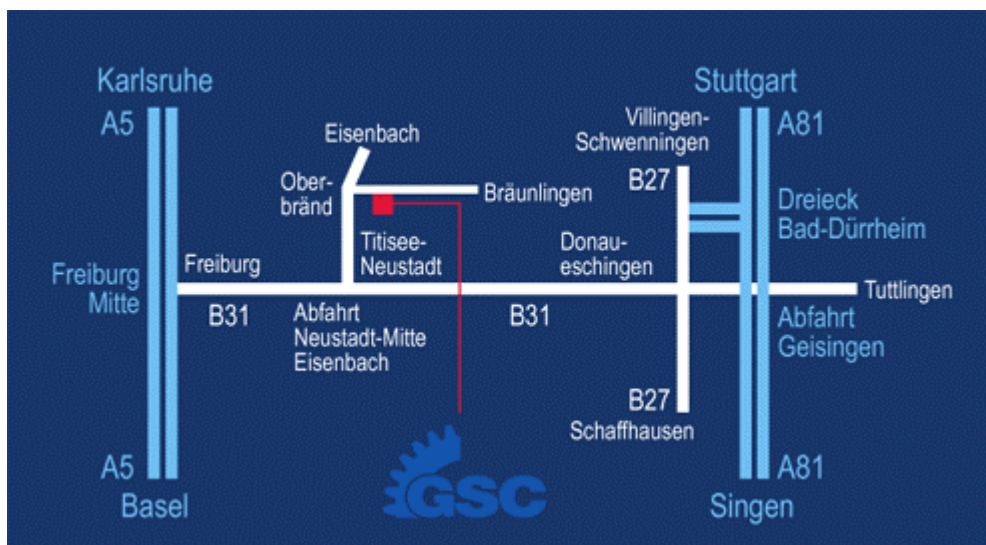 Karlsruhe
A5
Stuttgart
A81
Villingen-
Schwenningen
B27
Eisenbach
Ober-
bränd
Bräunlingen
Dreieck
Bad-Dürrheim
Titisee-
Neustadt
Donau-
eschingen
Freiburg
Mitte
Freiburg
B31
Abfahrt
Neustadt-Mitte
Eisenbach
B31
Tuttlingen
Abfahrt
Geisingen
B27
Schaffhausen
A5
Basel
GSC
A81
Singen